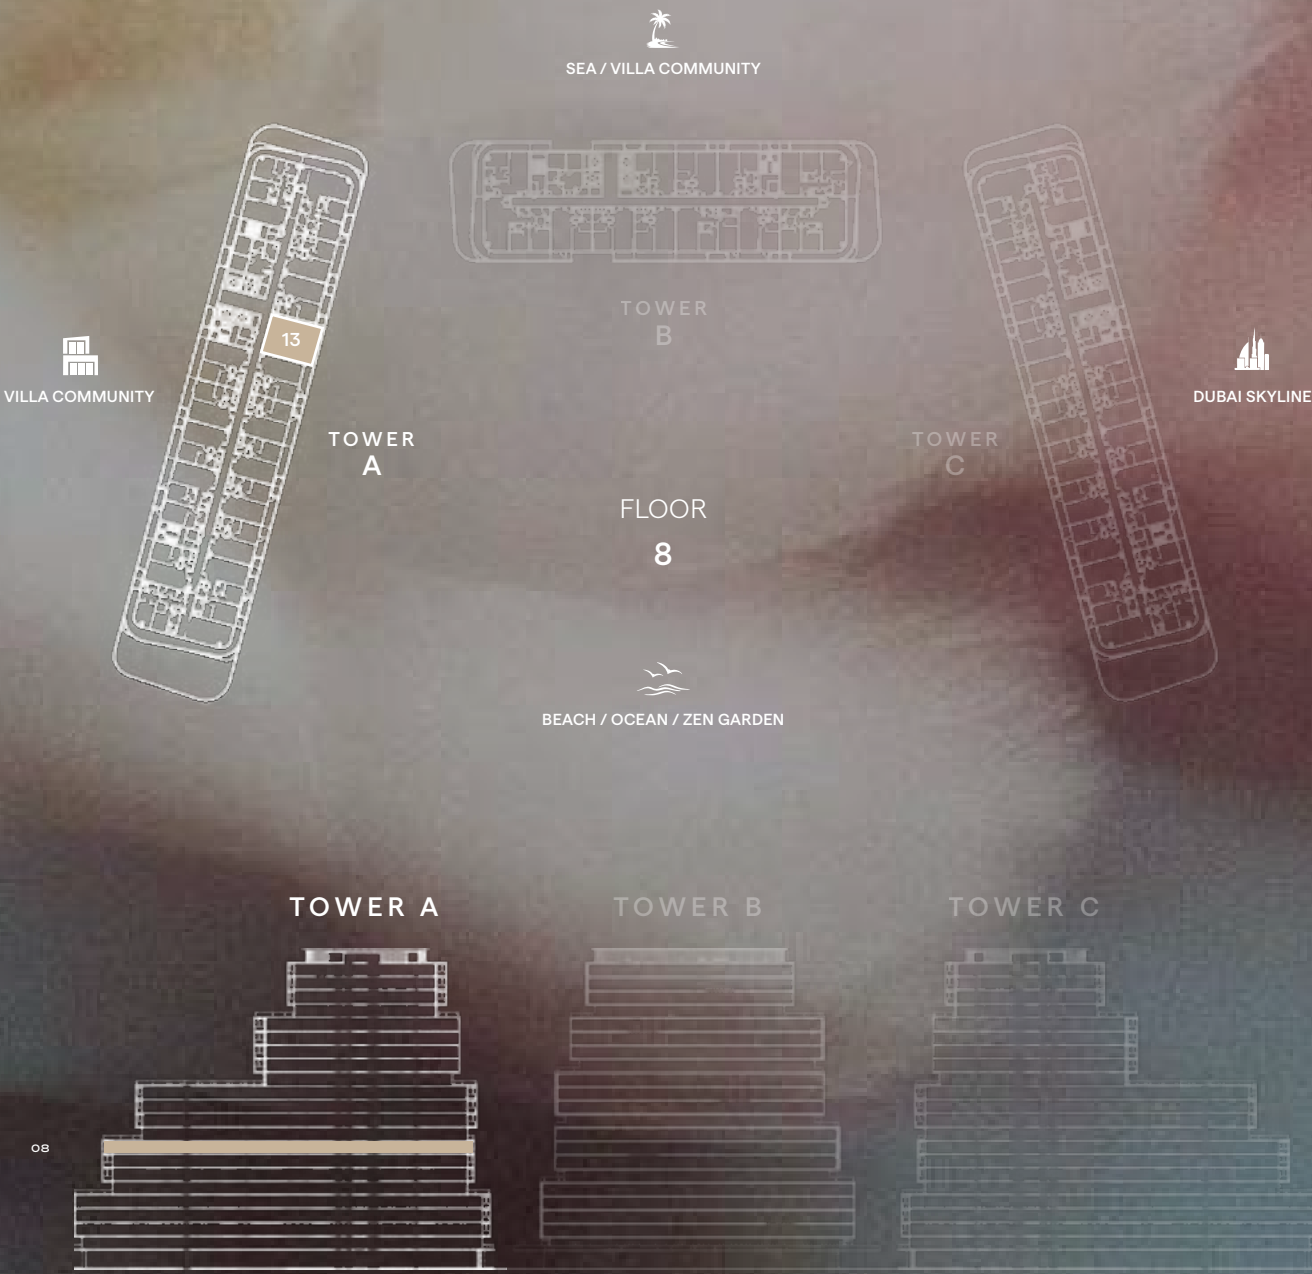 SEA / VILLA COMMUNITY
TOWER
B
13
VILLA COMMUNITY
DUBAI SKYLINE
TOWER
A
TOWER
C
FLOOR
8
BEACH / OCEAN / ZEN GARDEN
TOWER A
TOWER B
TOWER C
08